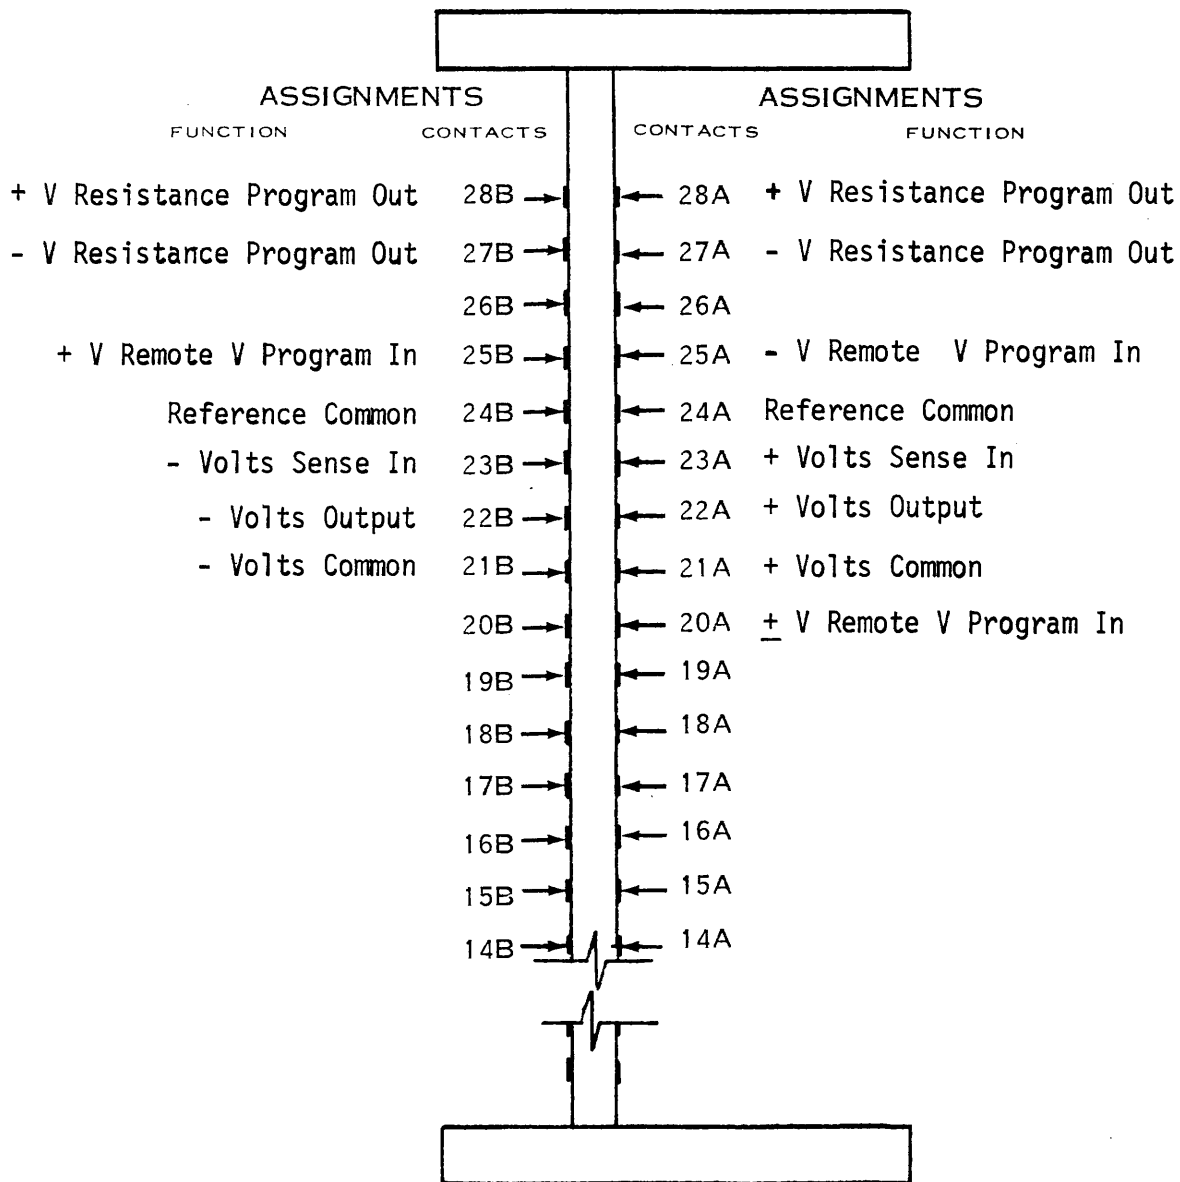 ASSIGNMENTS ASSIGNMENTS
FUNCTION CONTACTS CONTACTS FUNCTION
+ V Resistance Program Out 28B 28A + V Resistance Program Out
- V Resistance Program Out 27B 27A - V Resistance Program Out
26B 26A
+ V Remote V Program In 25B 25A - V Remote V Program In
Reference Common 24B 24A Reference Common
- Volts Sense In 23B 23A + Volts Sense In
- Volts Output 22B 22A + Volts Output
- Volts Common 21B 21A + Volts Common
20B 20A ± V Remote V Program In
19B 19A
18B 18A
17B 17A
16B 16A
15B 15A
14B 14A